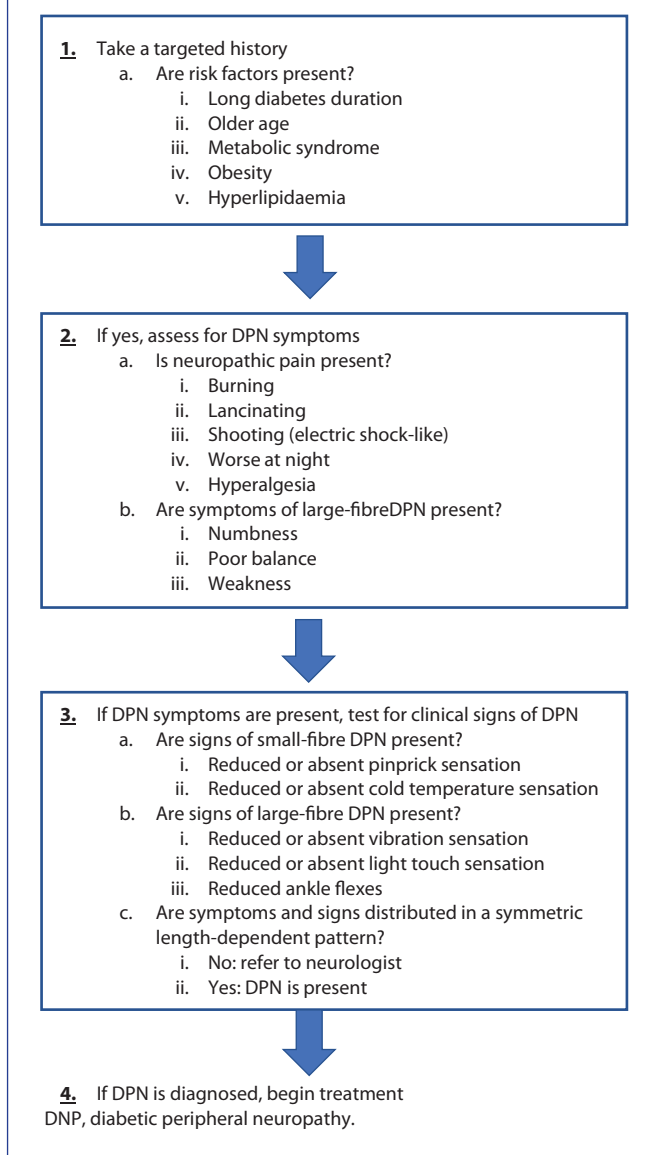 1. Take a targeted history
a. Are risk factors present?
i. Long diabetes duration
ii. Older age
iii. Metabolic syndrome
iv. Obesity
v. Hyperlipidaemia
2. If yes, assess for DPN symptoms
a. Is neuropathic pain present?
i. Burning
ii. Lancinating
iii. Shooting (electric shock-like)
iv. Worse at night
v. Hyperalgesia
b. Are symptoms of large-fibreDPN present?
i. Numbness
ii. Poor balance
iii. Weakness
3. If DPN symptoms are present, test for clinical signs of DPN
a. Are signs of small-fibre DPN present?
i. Reduced or absent pinprick sensation
ii. Reduced or absent cold temperature sensation
b. Are signs of large-fibre DPN present?
i. Reduced or absent vibration sensation
ii. Reduced or absent light touch sensation
iii. Reduced ankle flexes
c. Are symptoms and signs distributed in a symmetric
length-dependent pattern?
i. No: refer to neurologist
ii. Yes: DPN is present
4. If DPN is diagnosed, begin treatment
DNP, diabetic peripheral neuropathy.